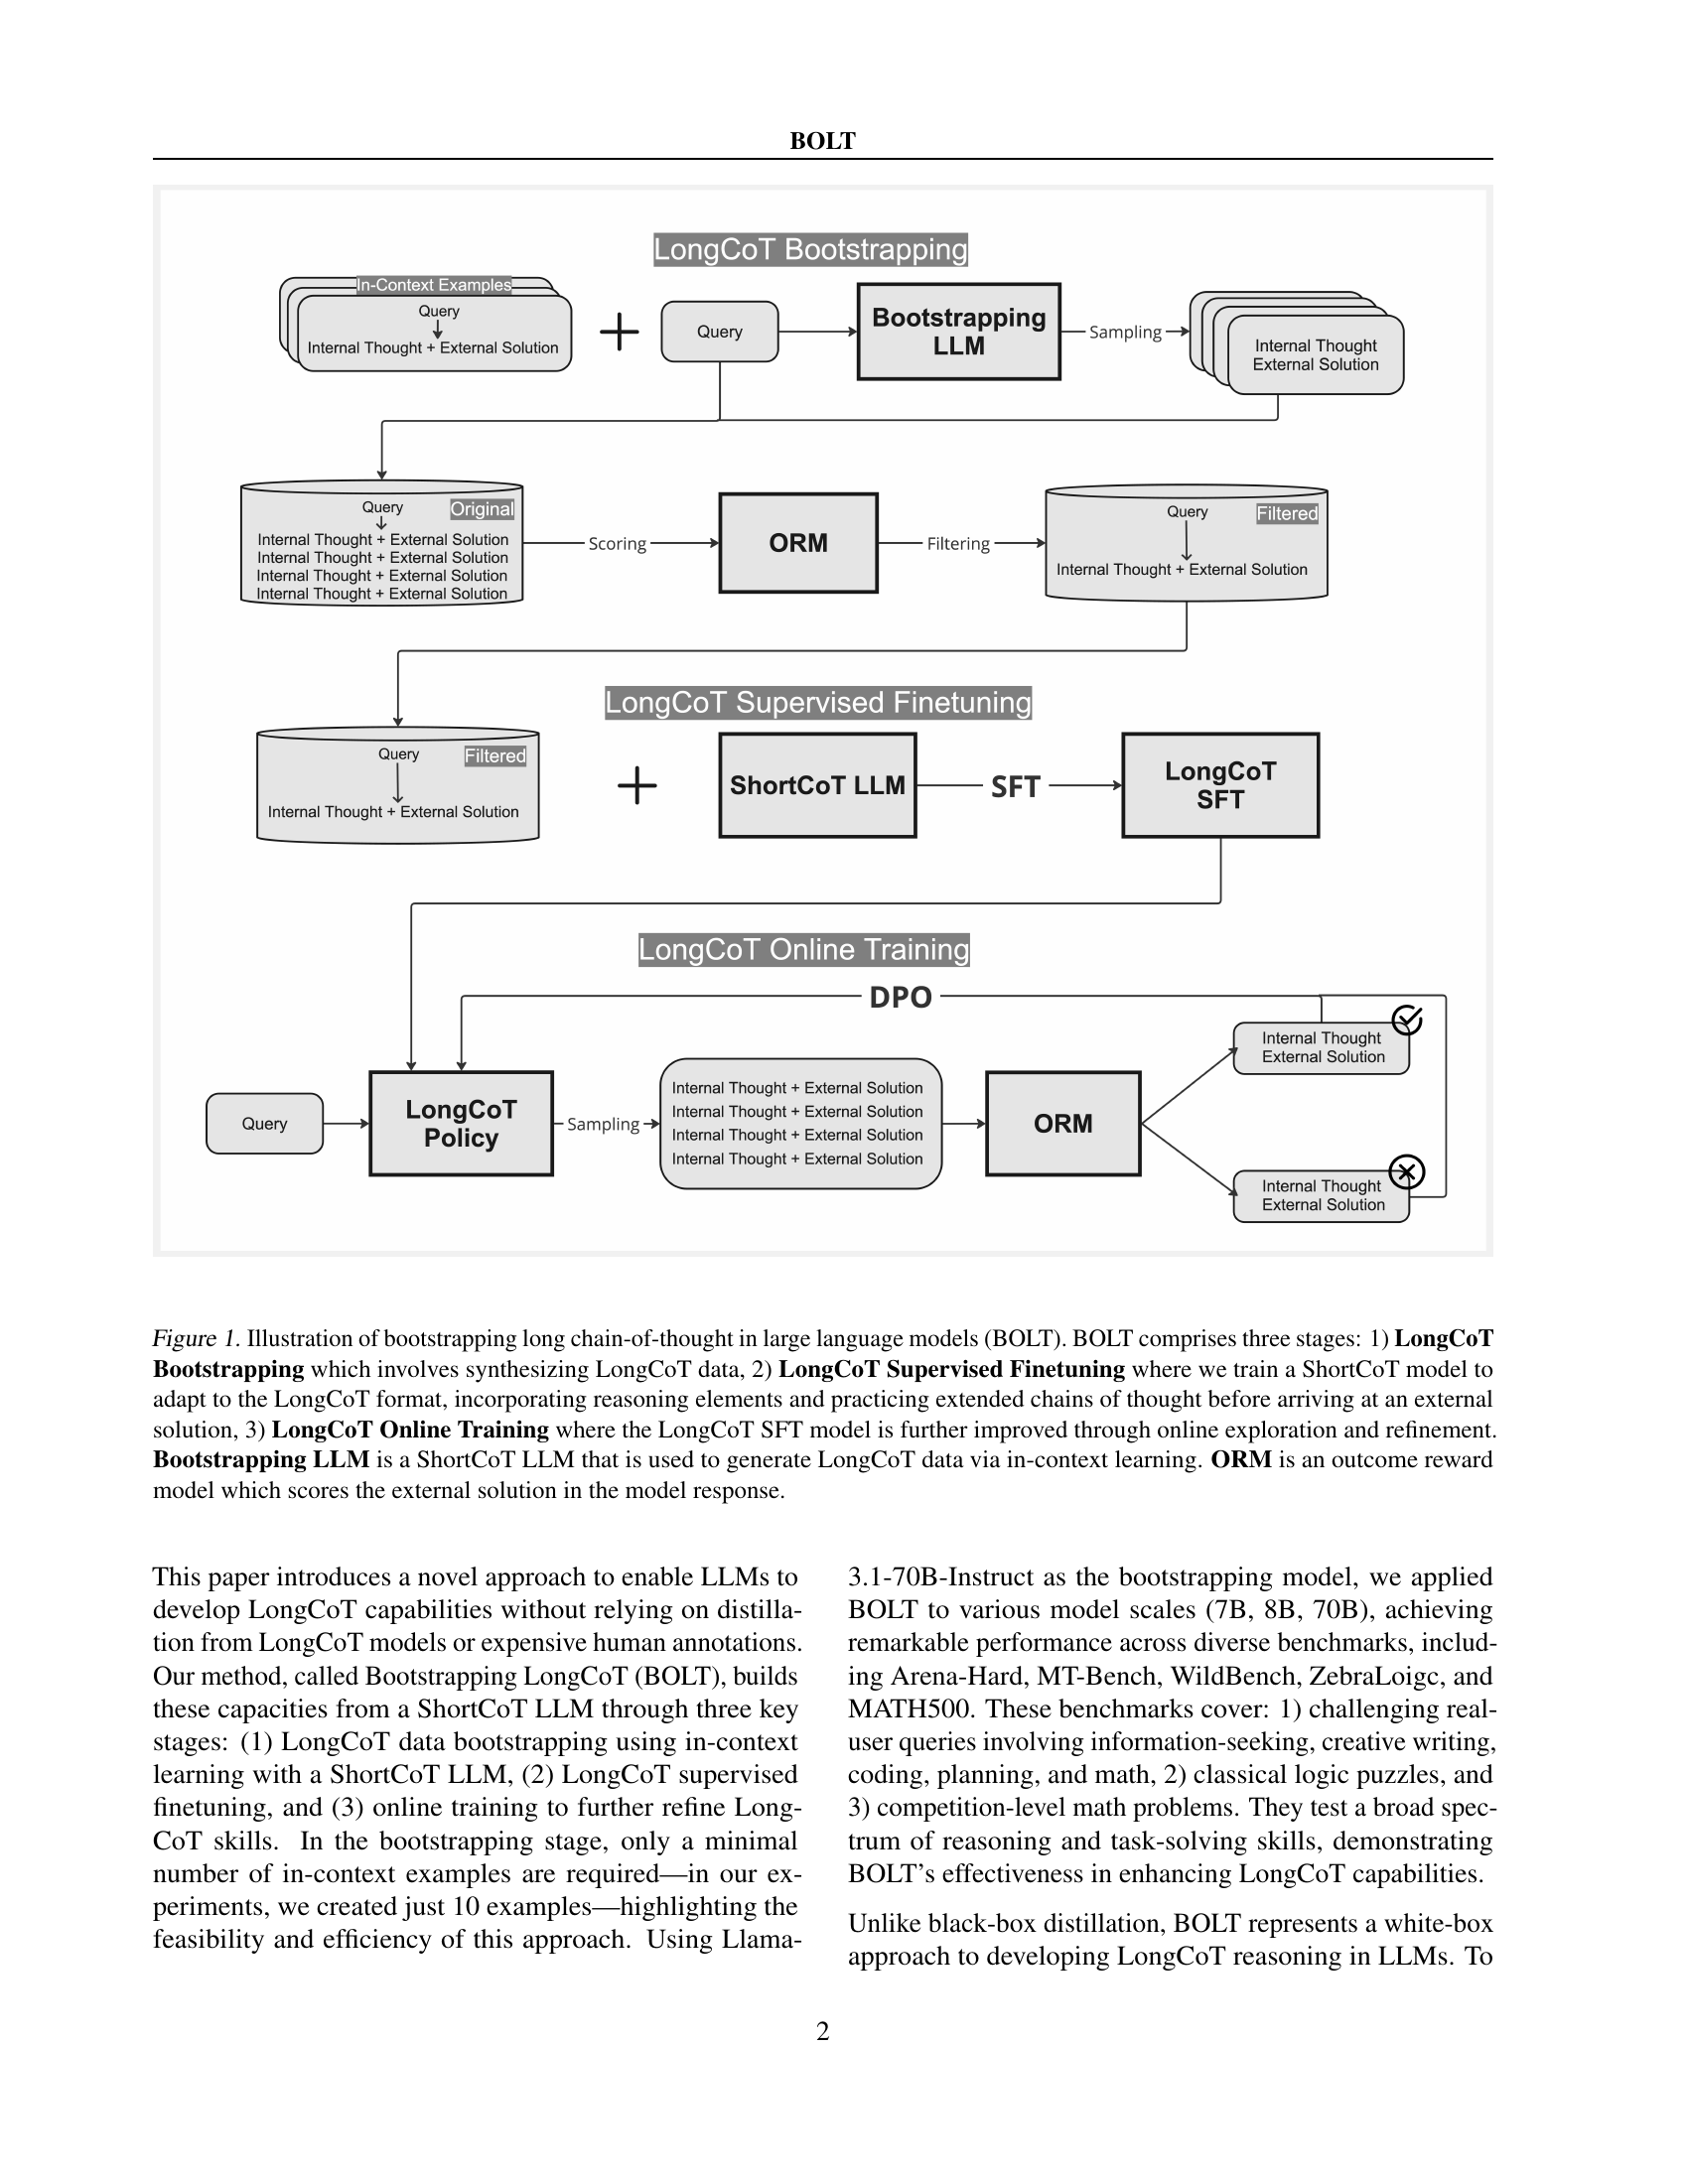 BOLT
LongCoT Bootstrapping
In-Context Examples
Query
Internal Thought + External Solution
Query
Bootstrapping
LLM
Sampling
Internal Thought
External Solution
Query
Original
Internal Thought + External Solution
Internal Thought + External Solution
Internal Thought + External Solution
Internal Thought + External Solution
Scoring
ORM
Filtering
Query
Filtered
Internal Thought + External Solution
LongCoT Supervised Finetuning
Query
Filtered
Internal Thought + External Solution
ShortCoT LLM
SFT
LongCoT
SFT
LongCoT Online Training
DPO
Query
LongCoT
Policy
Sampling
Internal Thought + External Solution
Internal Thought + External Solution
Internal Thought + External Solution
Internal Thought + External Solution
ORM
Internal Thought
External Solution
Internal Thought
External Solution
Figure 1. Illustration of bootstrapping long chain-of-thought in large language models (BOLT). BOLT comprises three stages: 1) LongCoT
Bootstrapping which involves synthesizing LongCoT data, 2) LongCoT Supervised Finetuning where we train a ShortCoT model to
adapt to the LongCoT format, incorporating reasoning elements and practicing extended chains of thought before arriving at an external
solution, 3) LongCoT Online Training where the LongCoT SFT model is further improved through online exploration and refinement.
Bootstrapping LLM is a ShortCoT LLM that is used to generate LongCoT data via in-context learning. ORM is an outcome reward
model which scores the external solution in the model response.
This paper introduces a novel approach to enable LLMs to
develop LongCoT capabilities without relying on distilla-
tion from LongCoT models or expensive human annotations.
Our method, called Bootstrapping LongCoT (BOLT), builds
these capacities from a ShortCoT LLM through three key
stages: (1) LongCoT data bootstrapping using in-context
learning with a ShortCoT LLM, (2) LongCoT supervised
finetuning, and (3) online training to further refine Long-
CoT skills. In the bootstrapping stage, only a minimal
number of in-context examples are required—in our ex-
periments, we created just 10 examples—highlighting the
feasibility and efficiency of this approach. Using Llama-
3.1-70B-Instruct as the bootstrapping model, we applied
BOLT to various model scales (7B, 8B, 70B), achieving
remarkable performance across diverse benchmarks, includ-
ing Arena-Hard, MT-Bench, WildBench, ZebraLoigc, and
MATH500. These benchmarks cover: 1) challenging real-
user queries involving information-seeking, creative writing,
coding, planning, and math, 2) classical logic puzzles, and
3) competition-level math problems. They test a broad spec-
trum of reasoning and task-solving skills, demonstrating
BOLT's effectiveness in enhancing LongCoT capabilities.
Unlike black-box distillation, BOLT represents a white-box
approach to developing LongCoT reasoning in LLMs. To
2